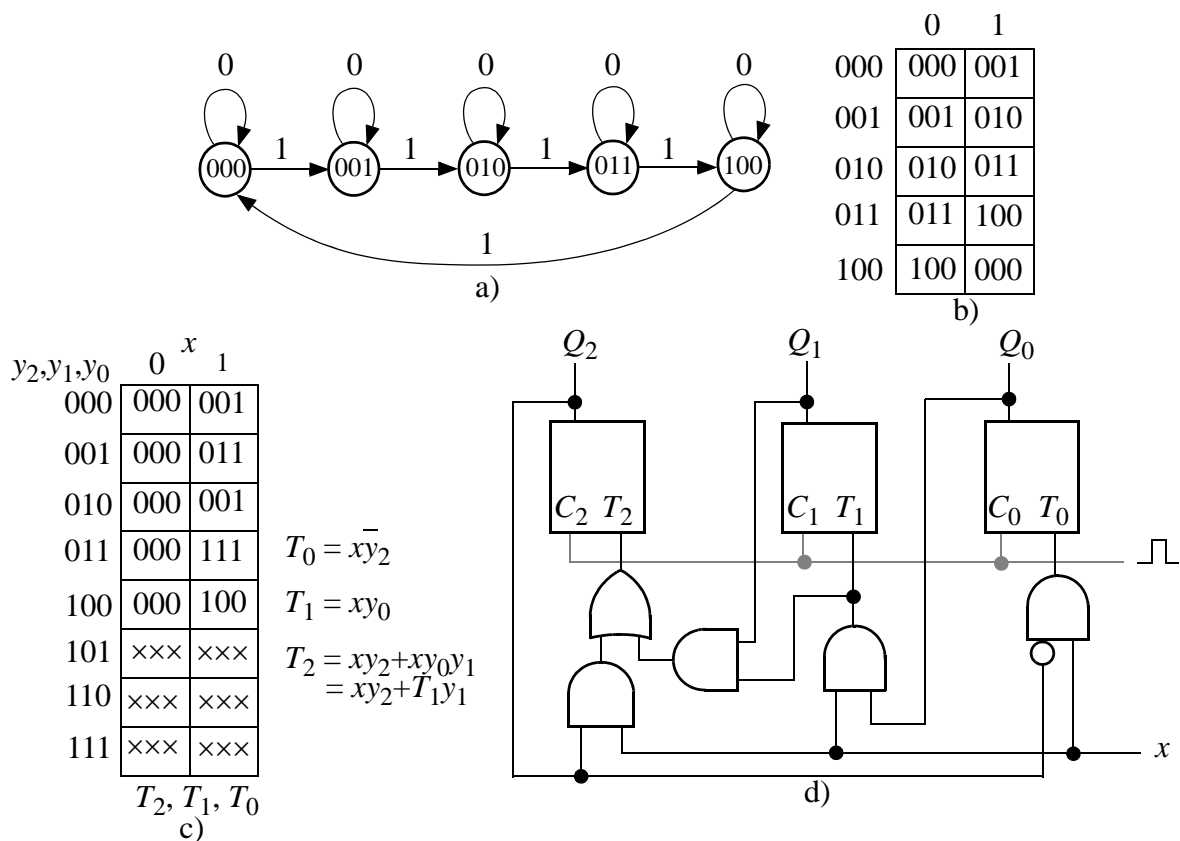 0 0 0 0 0
1 1 1 1
000 001 010 011 100
1
a)
0 1
000 000 001
001 001 010
010 010 011
011 011 100
100 100 000
b)
x
y₂,y₁,y₀ 0 1
000 000 001
001 000 011
010 000 001
011 000 111
100 000 100
101 ××× ×××
110 ××× ×××
111 ××× ×××
T₂, T₁, T₀
c)
T₀ = xy̅₂
T₁ = xy₀
T₂ = xy₂+xy₀y₁
= xy₂+T₁y₁
Q₂ Q₁ Q₀
C₂ T₂ C₁ T₁ C₀ T₀
x
d)